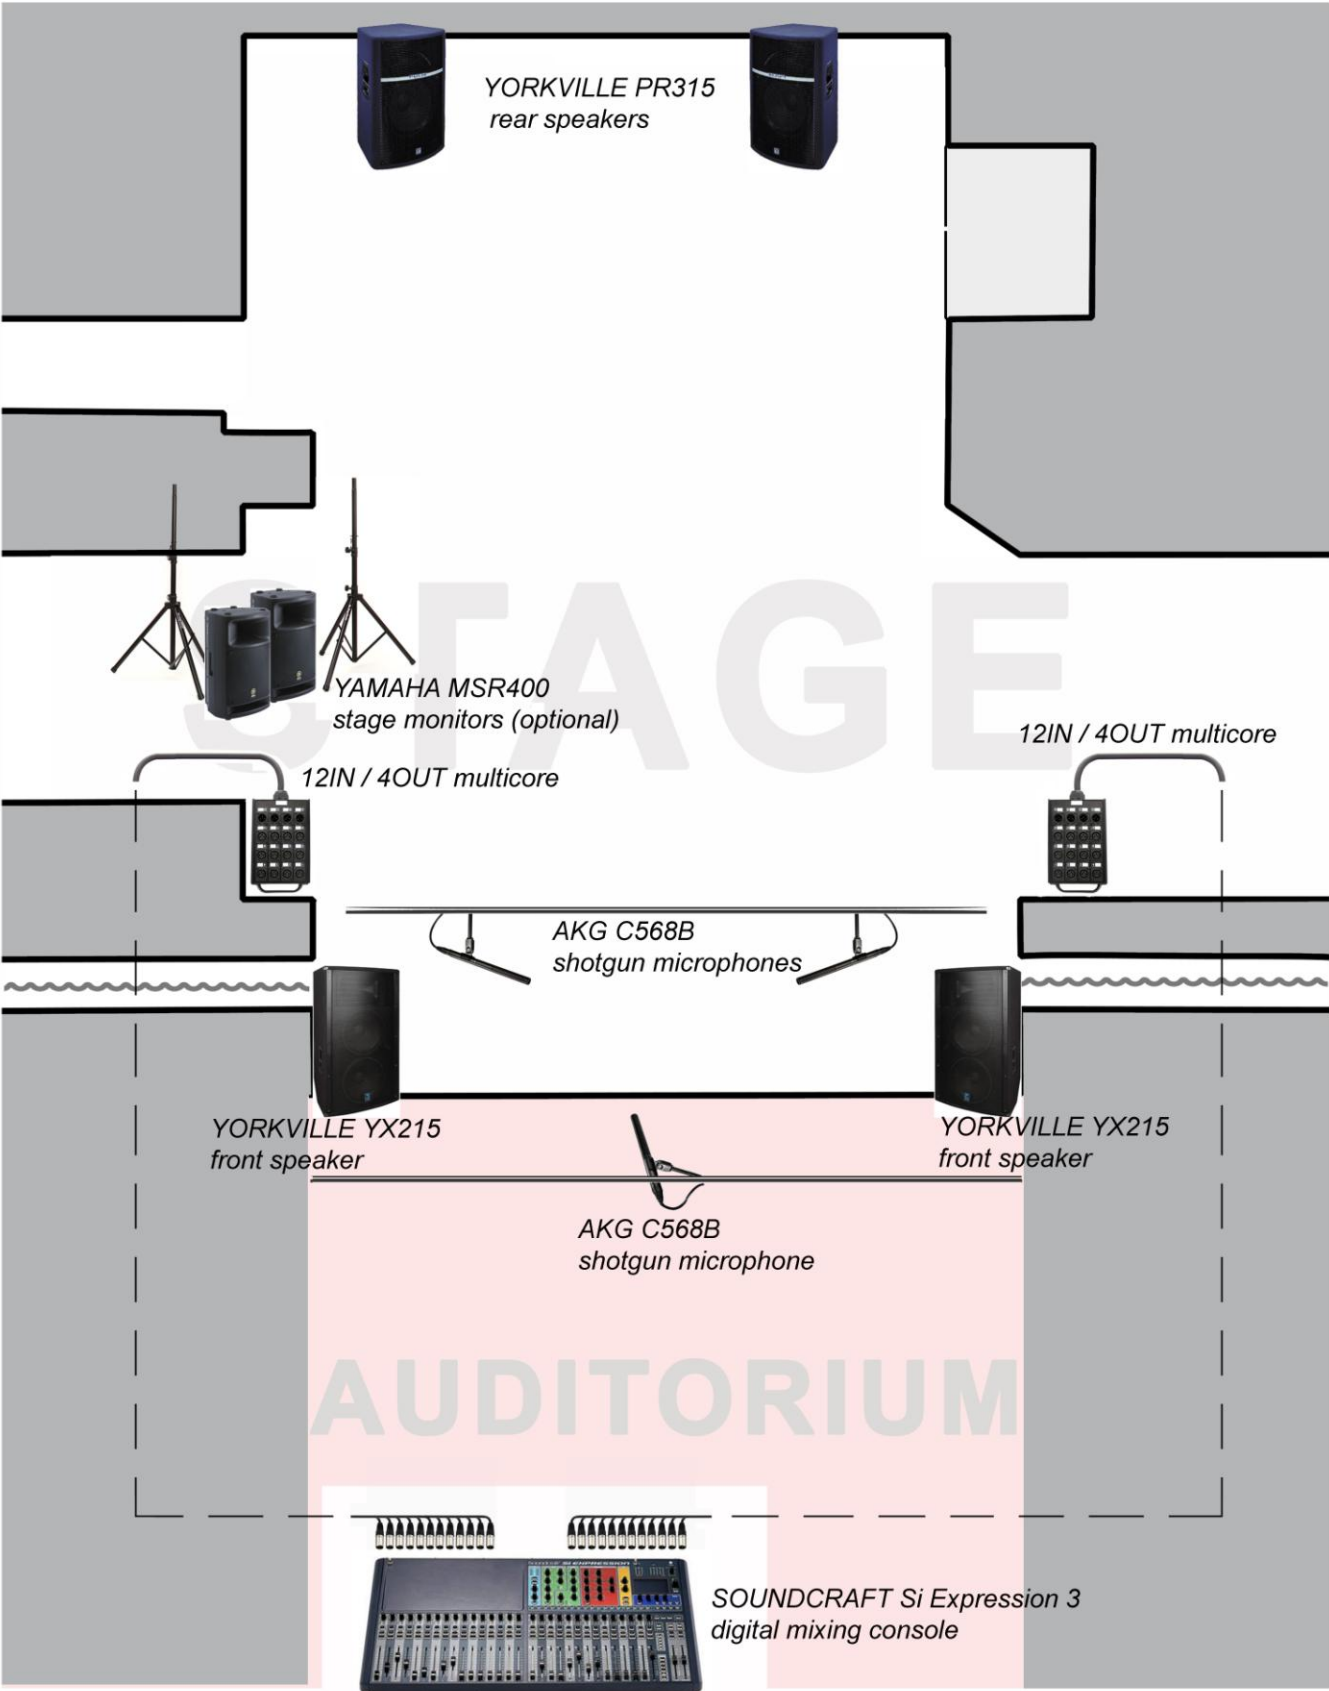 YORKVILLE PR315
rear speakers
STAGE
YAMAHA MSR400
stage monitors (optional)
12IN / 4OUT multicore
12IN / 4OUT multicore
AKG C568B
shotgun microphones
YORKVILLE YX215
front speaker
YORKVILLE YX215
front speaker
AKG C568B
shotgun microphone
AUDITORIUM
Si EXPRESSION
SOUNDCRAFT Si Expression 3
digital mixing console